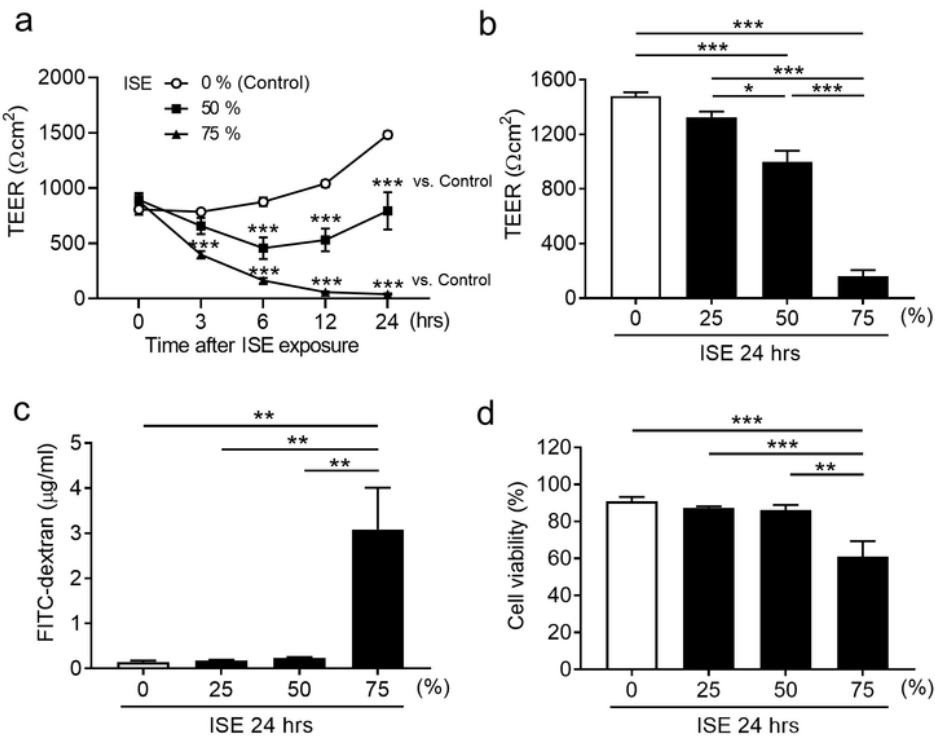 a
ISE
0 % (Control)
50 %
75 %
TEER (Ωcm²)
2000
1500
1000
500
0
*** vs. Control
***
***
***
***
***
*** vs. Control
0 3 6 12 24 (hrs)
Time after ISE exposure
b
***
***
***
* ***
TEER (Ωcm²)
1600
1200
800
400
0
0 25 50 75 (%)
ISE 24 hrs
c
**
**
**
FITC-dextran (μg/ml)
5
4
3
2
1
0
0 25 50 75 (%)
ISE 24 hrs
d
***
***
**
Cell viability (%)
120
100
80
60
40
20
0
0 25 50 75 (%)
ISE 24 hrs